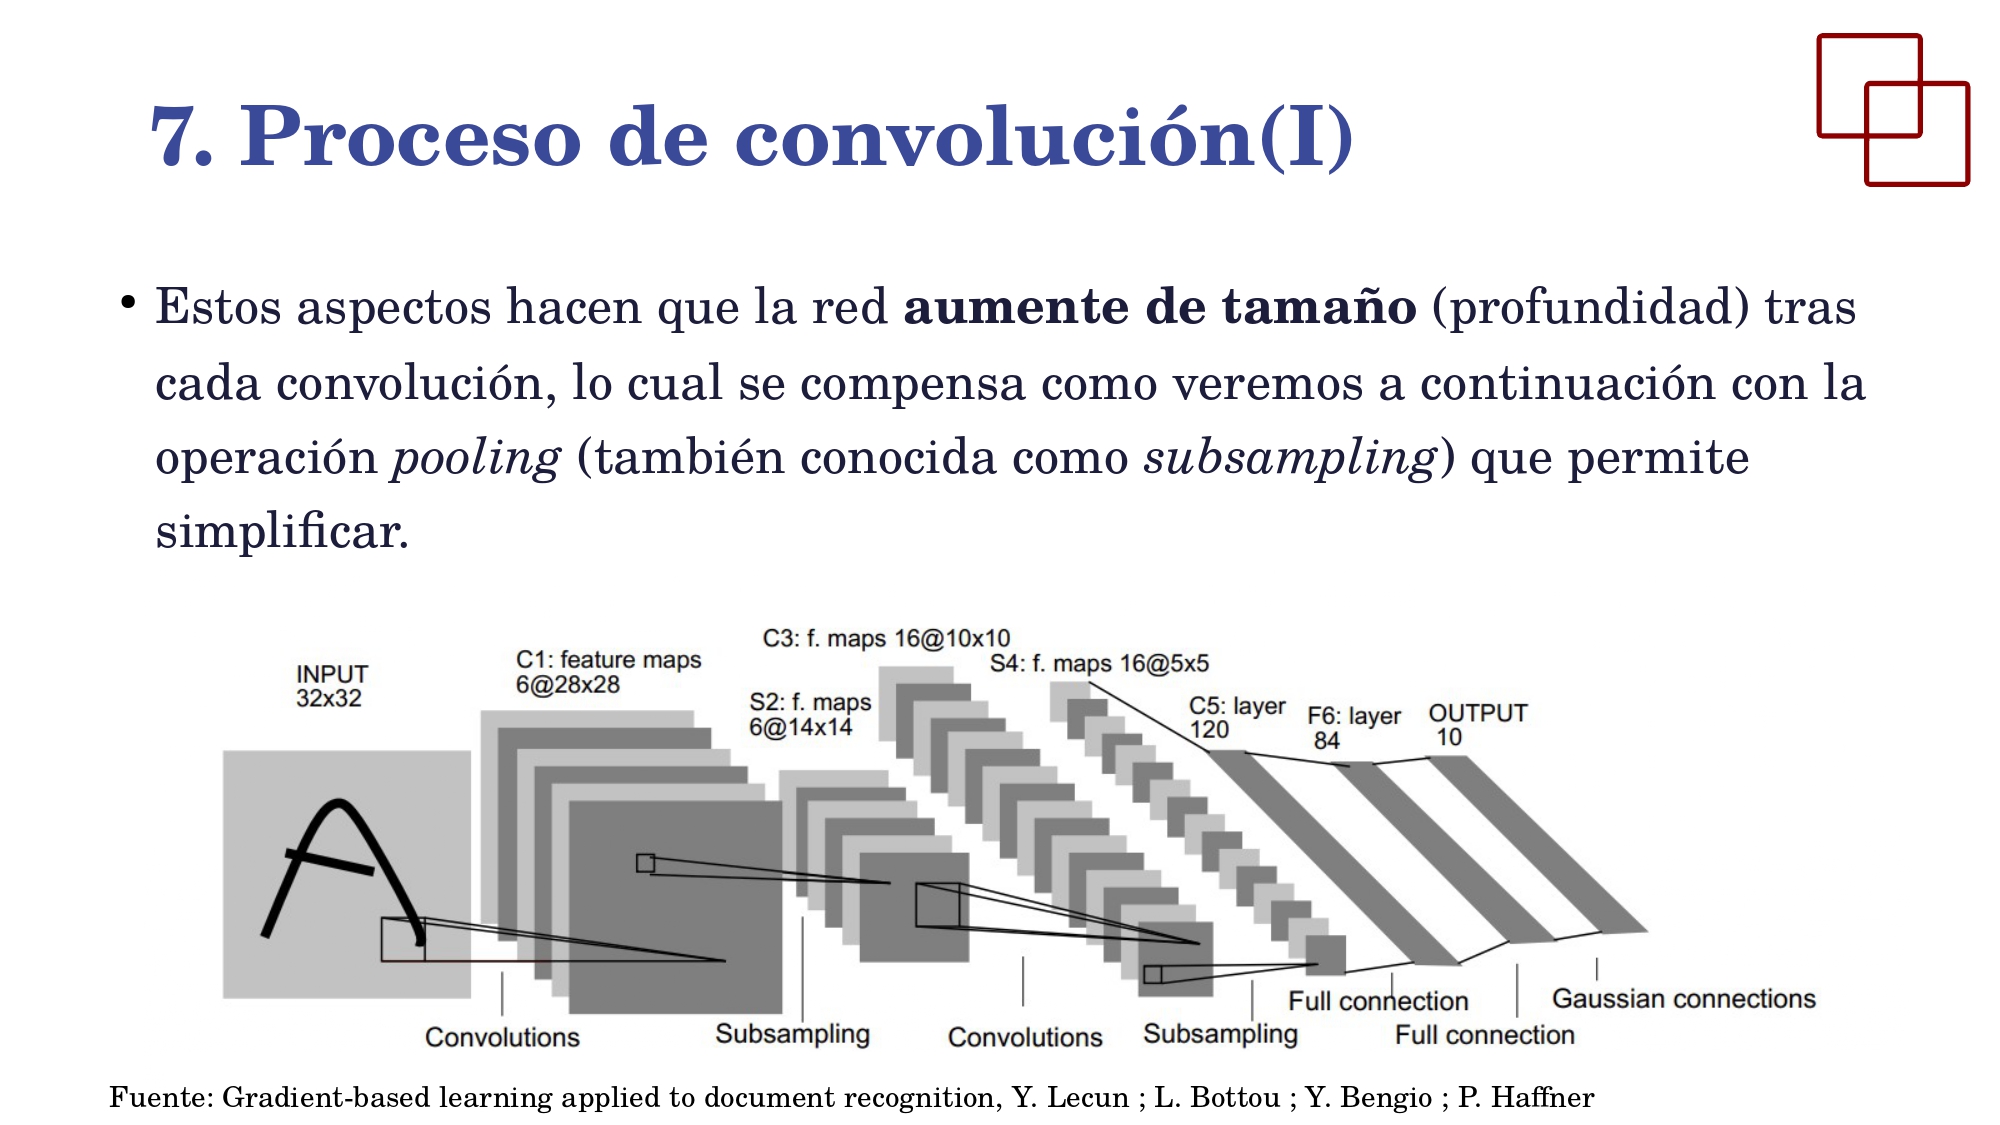 7. Proceso de convolución(I)
• Estos aspectos hacen que la red aumente de tamaño (profundidad) tras
cada convolución, lo cual se compensa como veremos a continuación con la
operación pooling (también conocida como subsampling) que permite
simplificar.
INPUT
32x32
C1: feature maps
6@28x28
S2: f. maps
6@14x14
C3: f. maps 16@10x10
S4: f. maps 16@5x5
C5: layer
120
F6: layer
84
OUTPUT
10
Convolutions
Subsampling
Convolutions
Subsampling
Full connection
Full connection
Gaussian connections
Fuente: Gradient-based learning applied to document recognition, Y. Lecun ; L. Bottou ; Y. Bengio ; P. Haffner